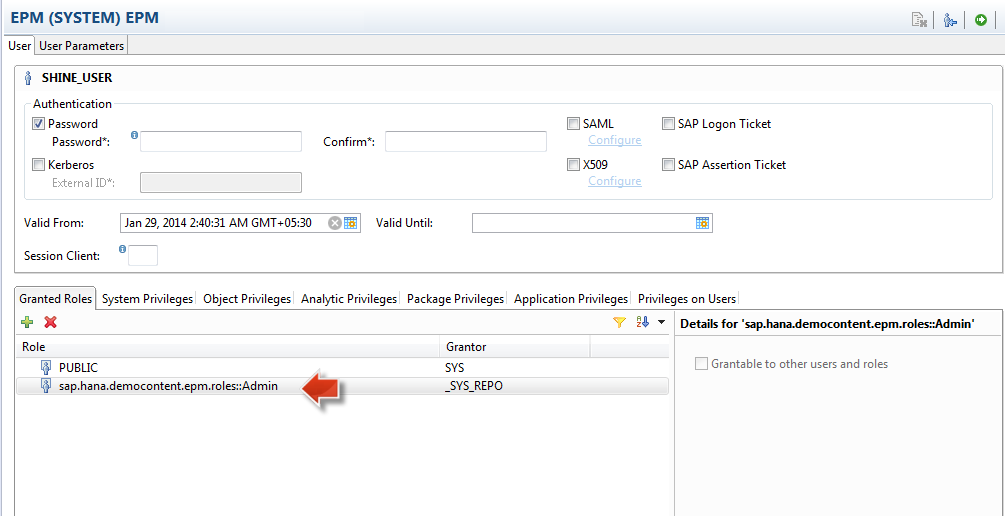 EPM (SYSTEM) EPM
User User Parameters
SHINE_USER
Authentication
Password SAML SAP Logon Ticket
Password*: Confirm*: Configure
Kerberos X509 SAP Assertion Ticket
External ID*: Configure
Valid From: Jan 29, 2014 2:40:31 AM GMT+05:30 Valid Until:
Session Client:
Granted Roles System Privileges Object Privileges Analytic Privileges Package Privileges Application Privileges Privileges on Users
Details for 'sap.hana.democontent.epm.roles::Admin'
Role Grantor
Grantable to other users and roles
PUBLIC SYS
sap.hana.democontent.epm.roles::Admin _SYS_REPO